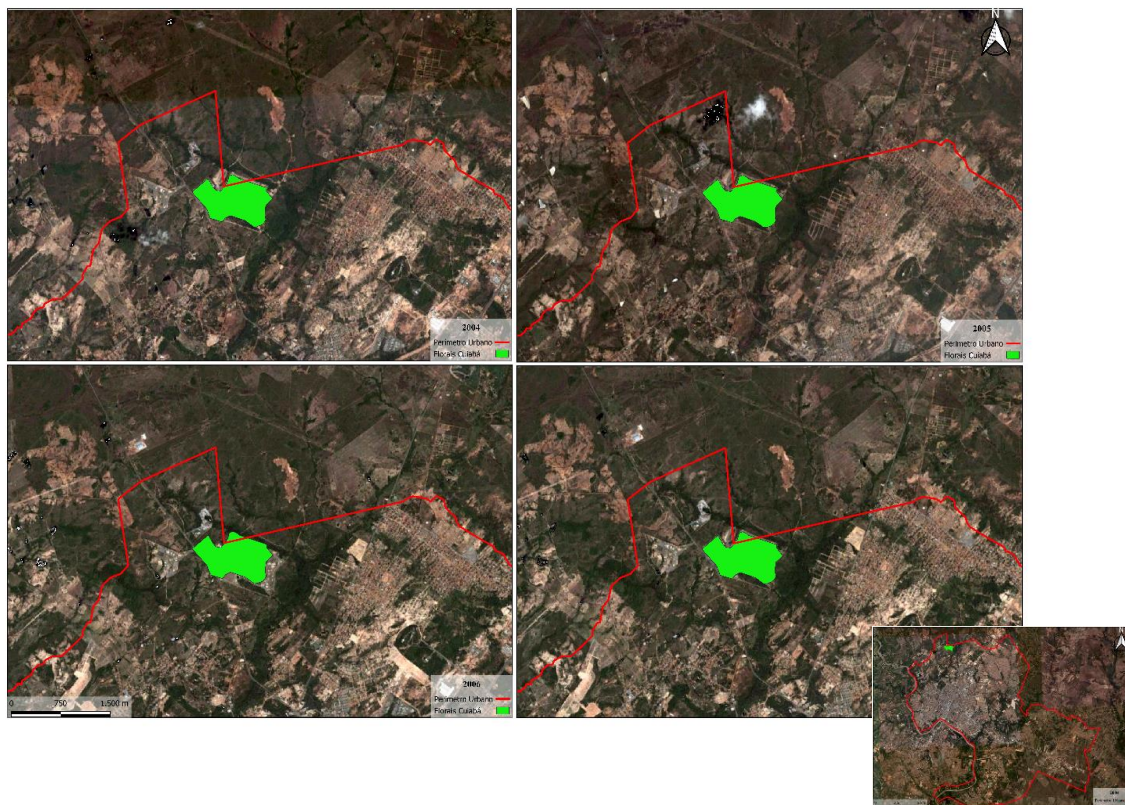 N
2004
Perímetro Urbano
Florais Cuiabá
2005
Perímetro Urbano
Florais Cuiabá
2006
Perímetro Urbano
Florais Cuiabá
0 750 1.500 m